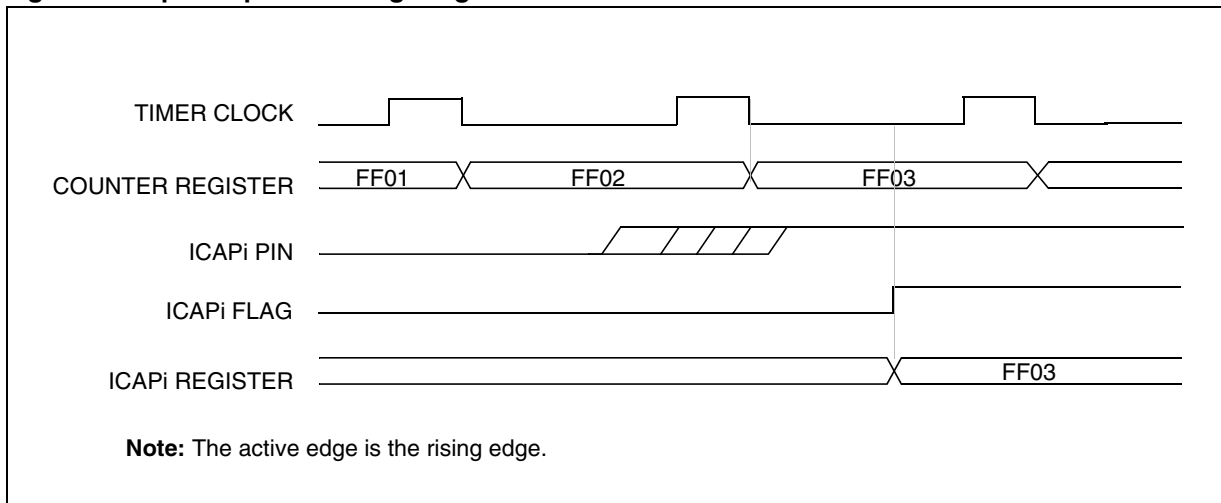 TIMER CLOCK
COUNTER REGISTER
FF01
FF02
FF03
ICAPi PIN
ICAPi FLAG
ICAPi REGISTER
FF03
Note: The active edge is the rising edge.